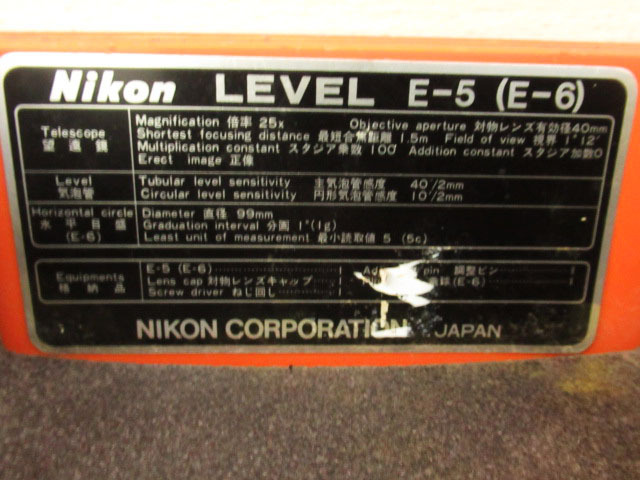 Nikon LEVEL E-5 (E-6)
Telescope
望遠鏡
Magnification 倍率 25x Objective aperture 対物レンズ有効径40mm
Shortest focusing distance 最短合焦距離 1.5m Field of view 視界 1°12'
Multiplication constant スタジア乗数 100 Addition constant スタジア加数0
Erect image 正像
Level
気泡管
Tubular level sensitivity 主気泡管感度 40"/2mm
Circular level sensitivity 円形気泡管感度 10'/2mm
Horizontal circle
水平目盛
(E-6)
Diameter 直径 99mm
Graduation interval 分画 1°(1g)
Least unit of measurement 最小読取値 5 (5c)
Equipments
格納品
E-5 (E-6) 1
Lens cap 対物レンズキャップ 1
Screw driver ねじ回し 1
pin 調整ピン 1
(E-6) 1
NIKON CORPORATION JAPAN